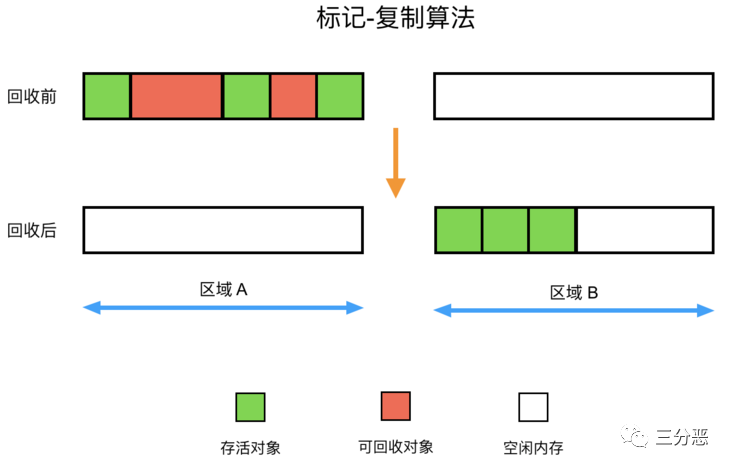 标记-复制算法
回收前
回收后
区域 A
区域 B
存活对象
可回收对象
空闲内存
三分恶